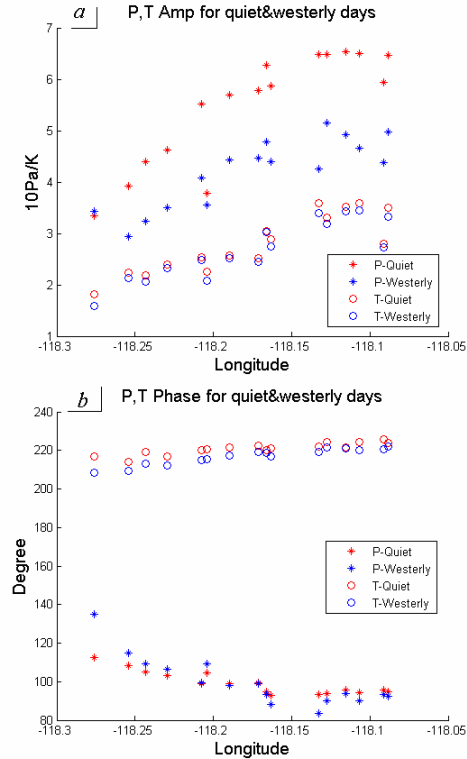 a
P,T Amp for quiet&westerly days
7
6
5
4
3
2
1
10Pa/K
P-Quiet
P-Westerly
T-Quiet
T-Westerly
-118.3 -118.25 -118.2 -118.15 -118.1 -118.05
Longitude
b
P,T Phase for quiet&westerly days
240
220
200
180
160
140
120
100
80
Degree
P-Quiet
P-Westerly
T-Quiet
T-Westerly
-118.3 -118.25 -118.2 -118.15 -118.1 -118.05
Longitude